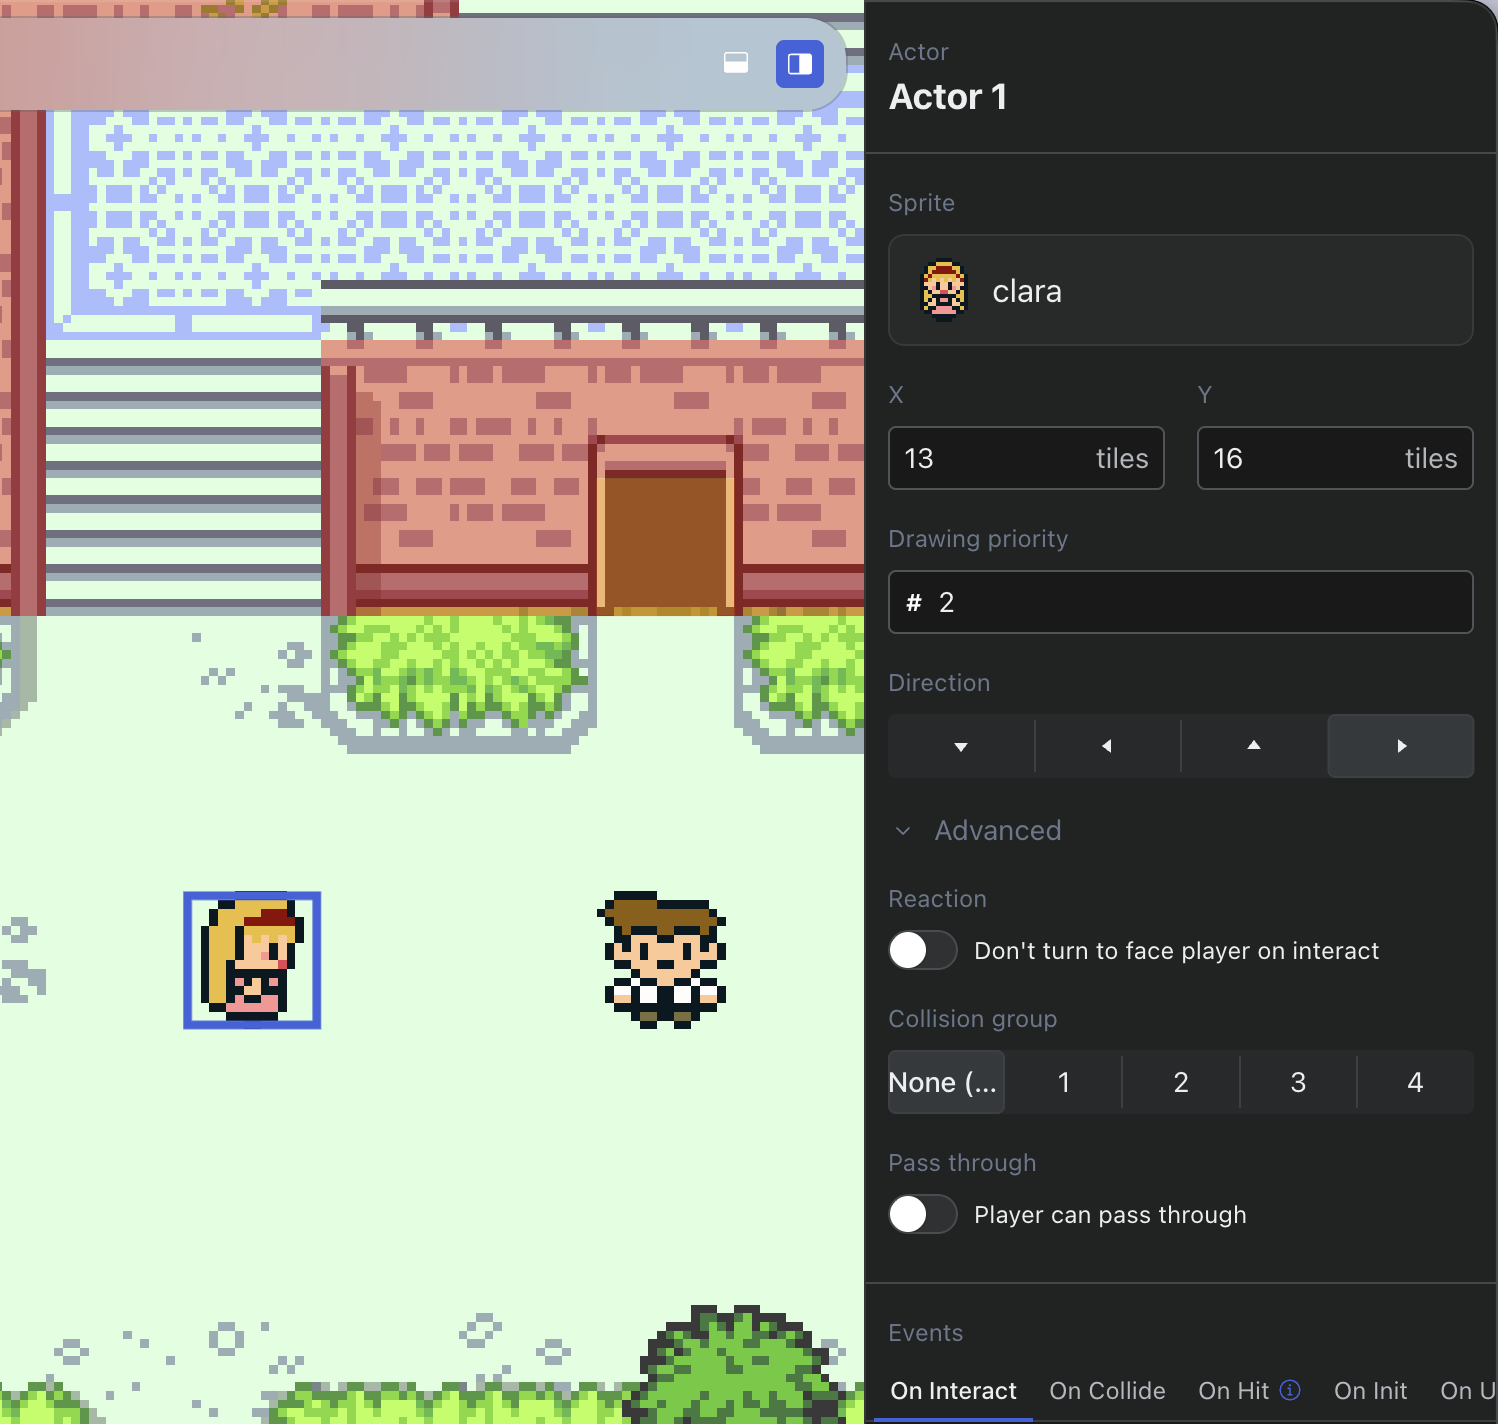 Actor
Actor 1
Sprite
clara
X Y
13 tiles 16 tiles
Drawing priority
# 2
Direction
Advanced
Reaction
Don't turn to face player on interact
Collision group
None (... 1 2 3 4
Pass through
Player can pass through
Events
On Interact On Collide On Hit On Init On U